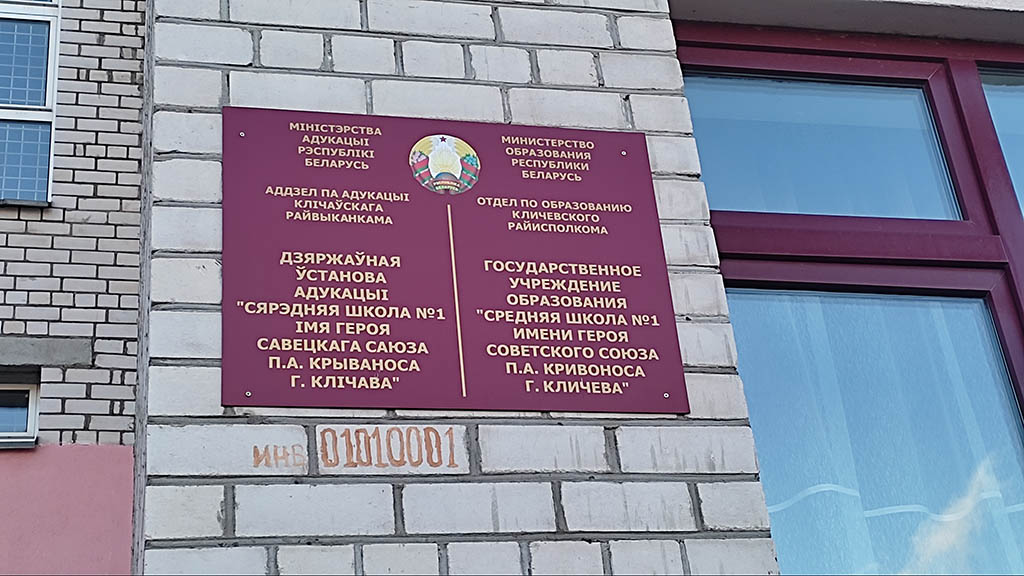 МІНІСТЭРСТВА
АДУКАЦЫІ
РЭСПУБЛІКІ
БЕЛАРУСЬ
АДДЗЕЛ ПА АДУКАЦЫІ
КЛІЧАЎСКАГА
РАЙВЫКАНКАМА
ДЗЯРЖАЎНАЯ
ЎСТАНОВА
АДУКАЦЫІ
"СЯРЭДНЯЯ ШКОЛА №1
ІМЯ ГЕРОЯ
САВЕЦКАГА САЮЗА
П.А. КРЫВАНОСА
Г. КЛІЧАВА"
МИНИСТЕРСТВО
ОБРАЗОВАНИЯ
РЕСПУБЛИКИ
БЕЛАРУСЬ
ОТДЕЛ ПО ОБРАЗОВАНИЮ
КЛИЧЕВСКОГО
РАЙИСПОЛКОМА
ГОСУДАРСТВЕННОЕ
УЧРЕЖДЕНИЕ
ОБРАЗОВАНИЯ
"СРЕДНЯЯ ШКОЛА №1
ИМЕНИ ГЕРОЯ
СОВЕТСКОГО СОЮЗА
П.А. КРИВОНОСА
Г. КЛИЧЕВА"
ИНВ 01010001